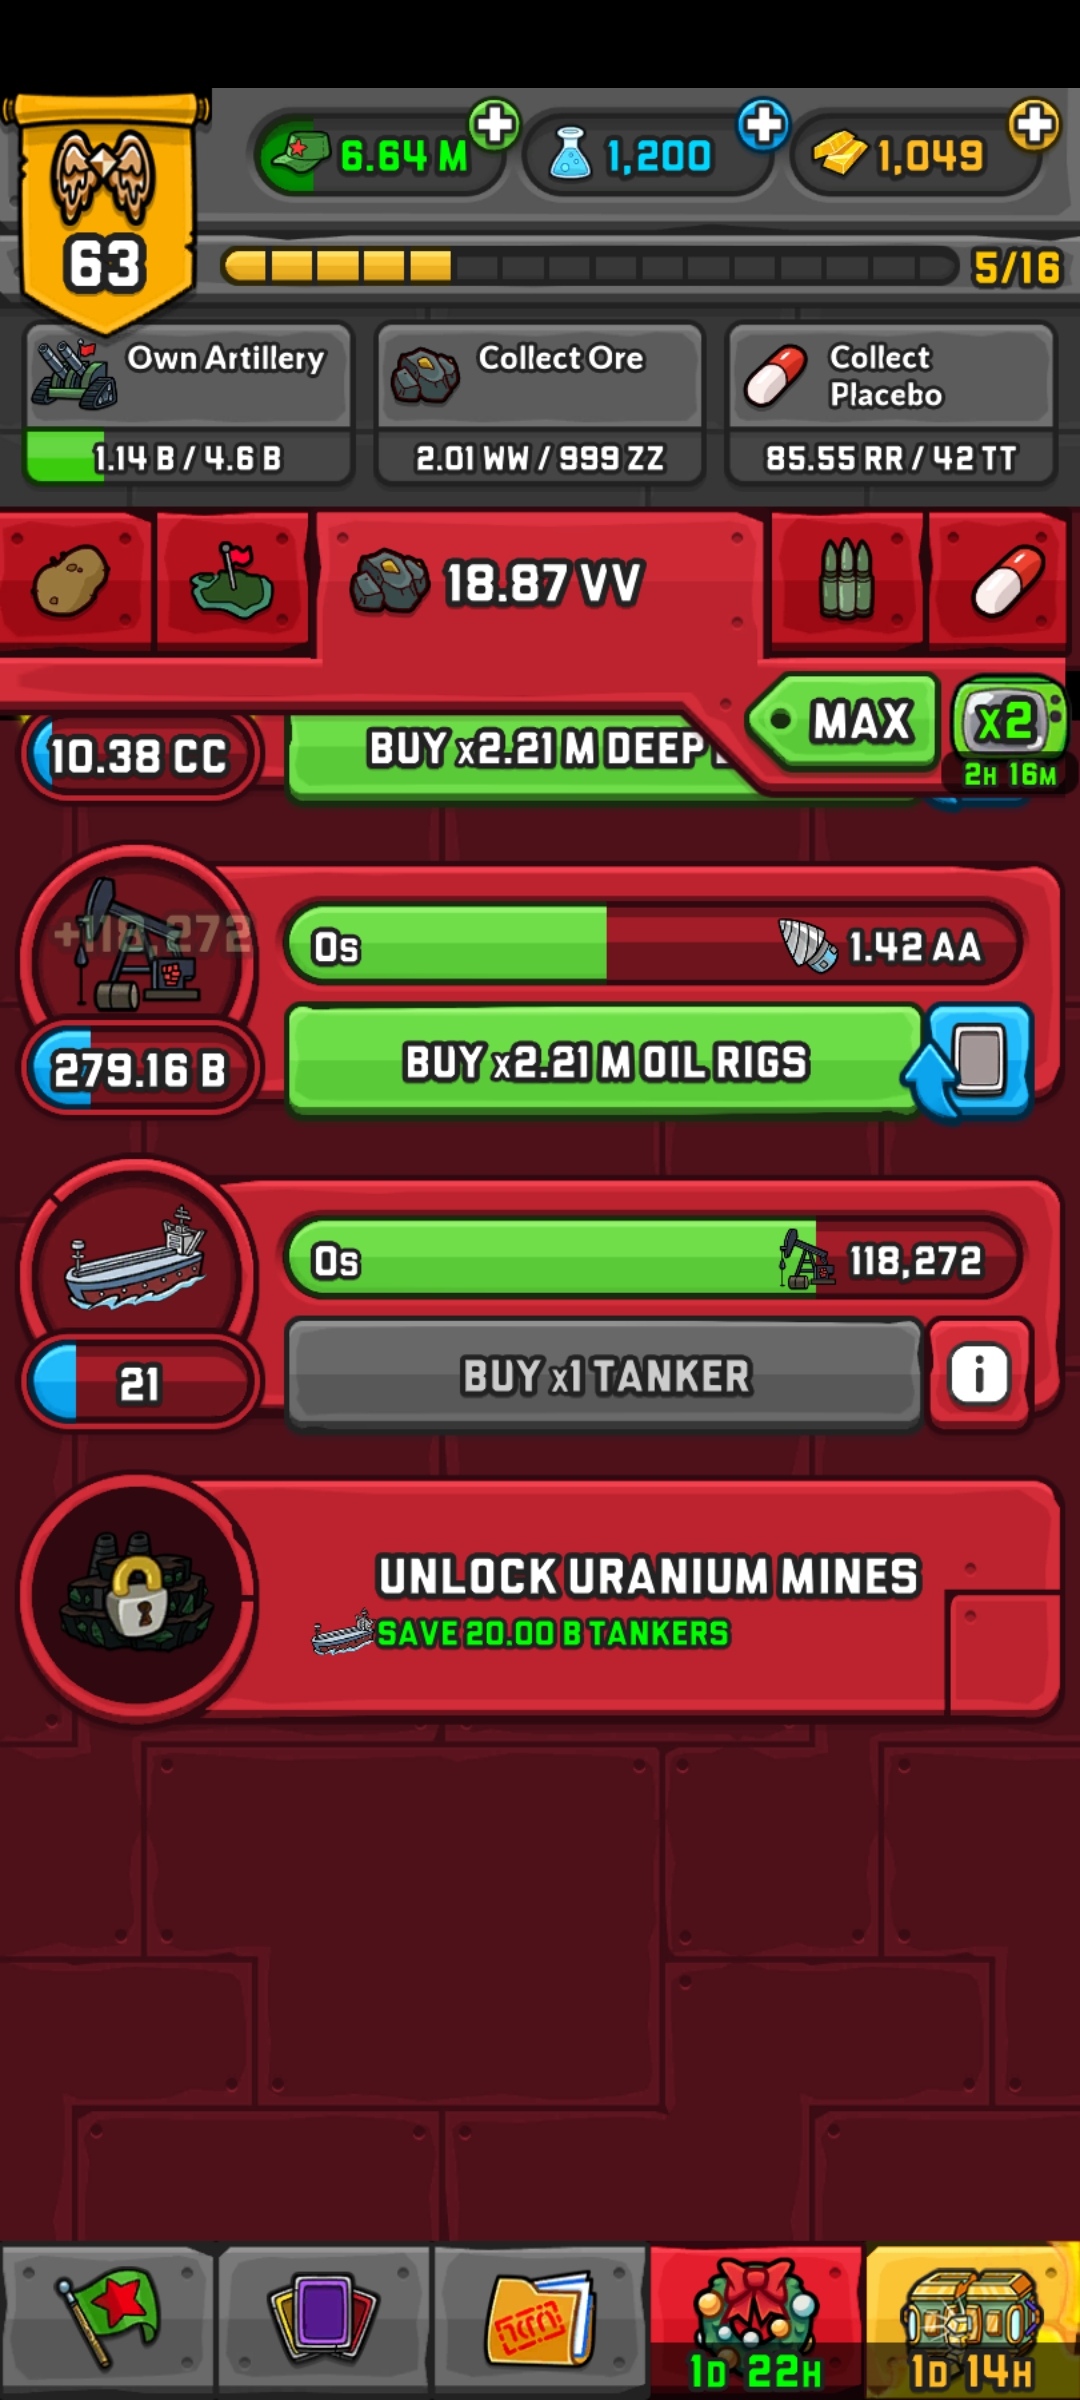 6.64 M
1,200
1,049
63
5/16
Own Artillery
1.14 B / 4.6 B
Collect Ore
2.01 WW / 999 ZZ
Collect
Placebo
85.55 RR / 42 TT
18.87 VV
MAX
x2
2H 16M
10.38 CC
BUY x2.21 M DEEP
+118,272
0s
1.42 AA
279.16 B
BUY x2.21 M OIL RIGS
0s
118,272
21
BUY x1 TANKER
i
UNLOCK URANIUM MINES
SAVE 20.00 B TANKERS
1D 22H
1D 14H